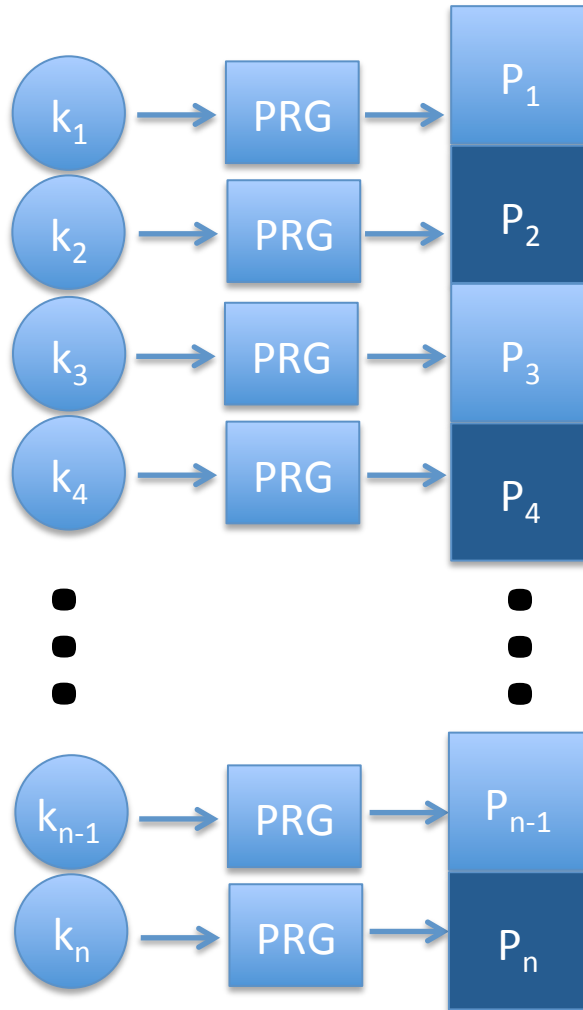 k₁ PRG P₁
k₂ PRG P₂
k₃ PRG P₃
k₄ PRG P₄
kₙ₋₁ PRG Pₙ₋₁
kₙ PRG Pₙ